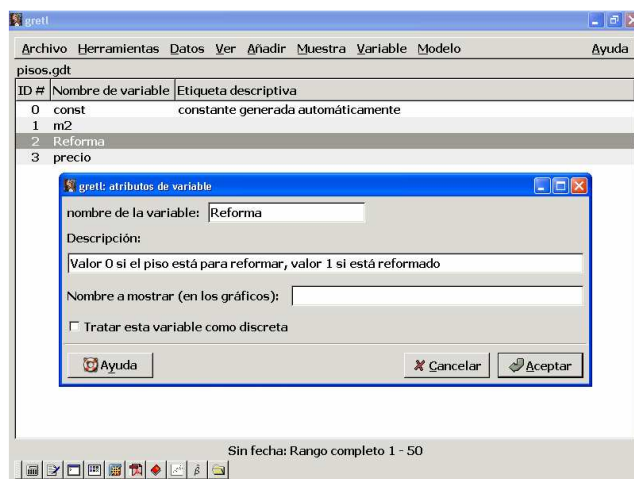 gretl
Archivo Herramientas Datos Ver Añadir Muestra Variable Modelo Ayuda
pisos.gdt
ID # Nombre de variable Etiqueta descriptiva
0 const constante generada automáticamente
1 m2
2 Reforma
3 precio
gretl: atributos de variable
nombre de la variable: Reforma
Descripción:
Valor 0 si el piso está para reformar, valor 1 si está reformado
Nombre a mostrar (en los gráficos):
Tratar esta variable como discreta
Ayuda Cancelar Aceptar
Sin fecha: Rango completo 1 - 50
β̂